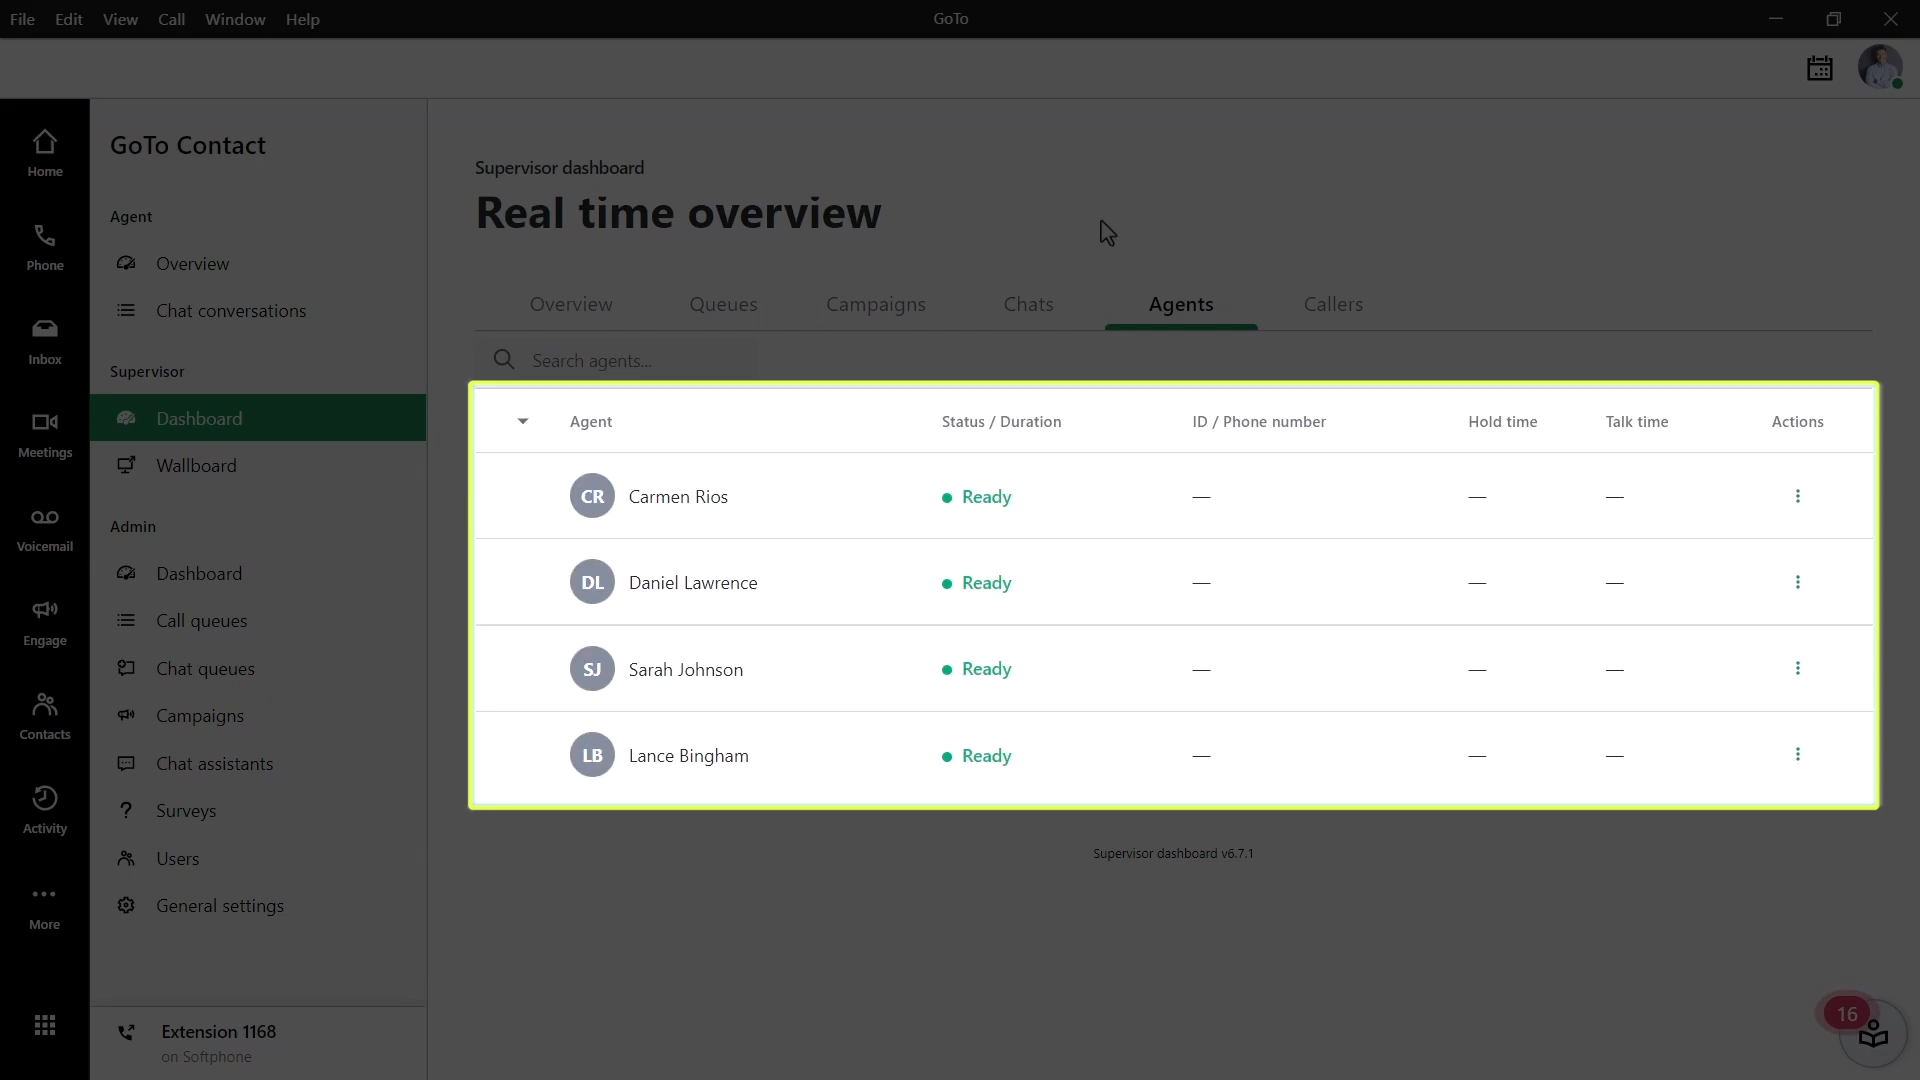 File Edit View Call Window Help
GoTo
Home
Phone
Inbox
Meetings
Voicemail
Engage
Contacts
Activity
More
GoTo Contact
Agent
Overview
Chat conversations
Supervisor
Dashboard
Wallboard
Admin
Dashboard
Call queues
Chat queues
Campaigns
Chat assistants
Surveys
Users
General settings
Extension 1168
on Softphone
Supervisor dashboard
Real time overview
Overview Queues Campaigns Chats Agents Callers
Search agents...
Agent Status / Duration ID / Phone number Hold time Talk time Actions
CR Carmen Rios Ready — — —
DL Daniel Lawrence Ready — — —
SJ Sarah Johnson Ready — — —
LB Lance Bingham Ready — — —
Supervisor dashboard v6.7.1
16